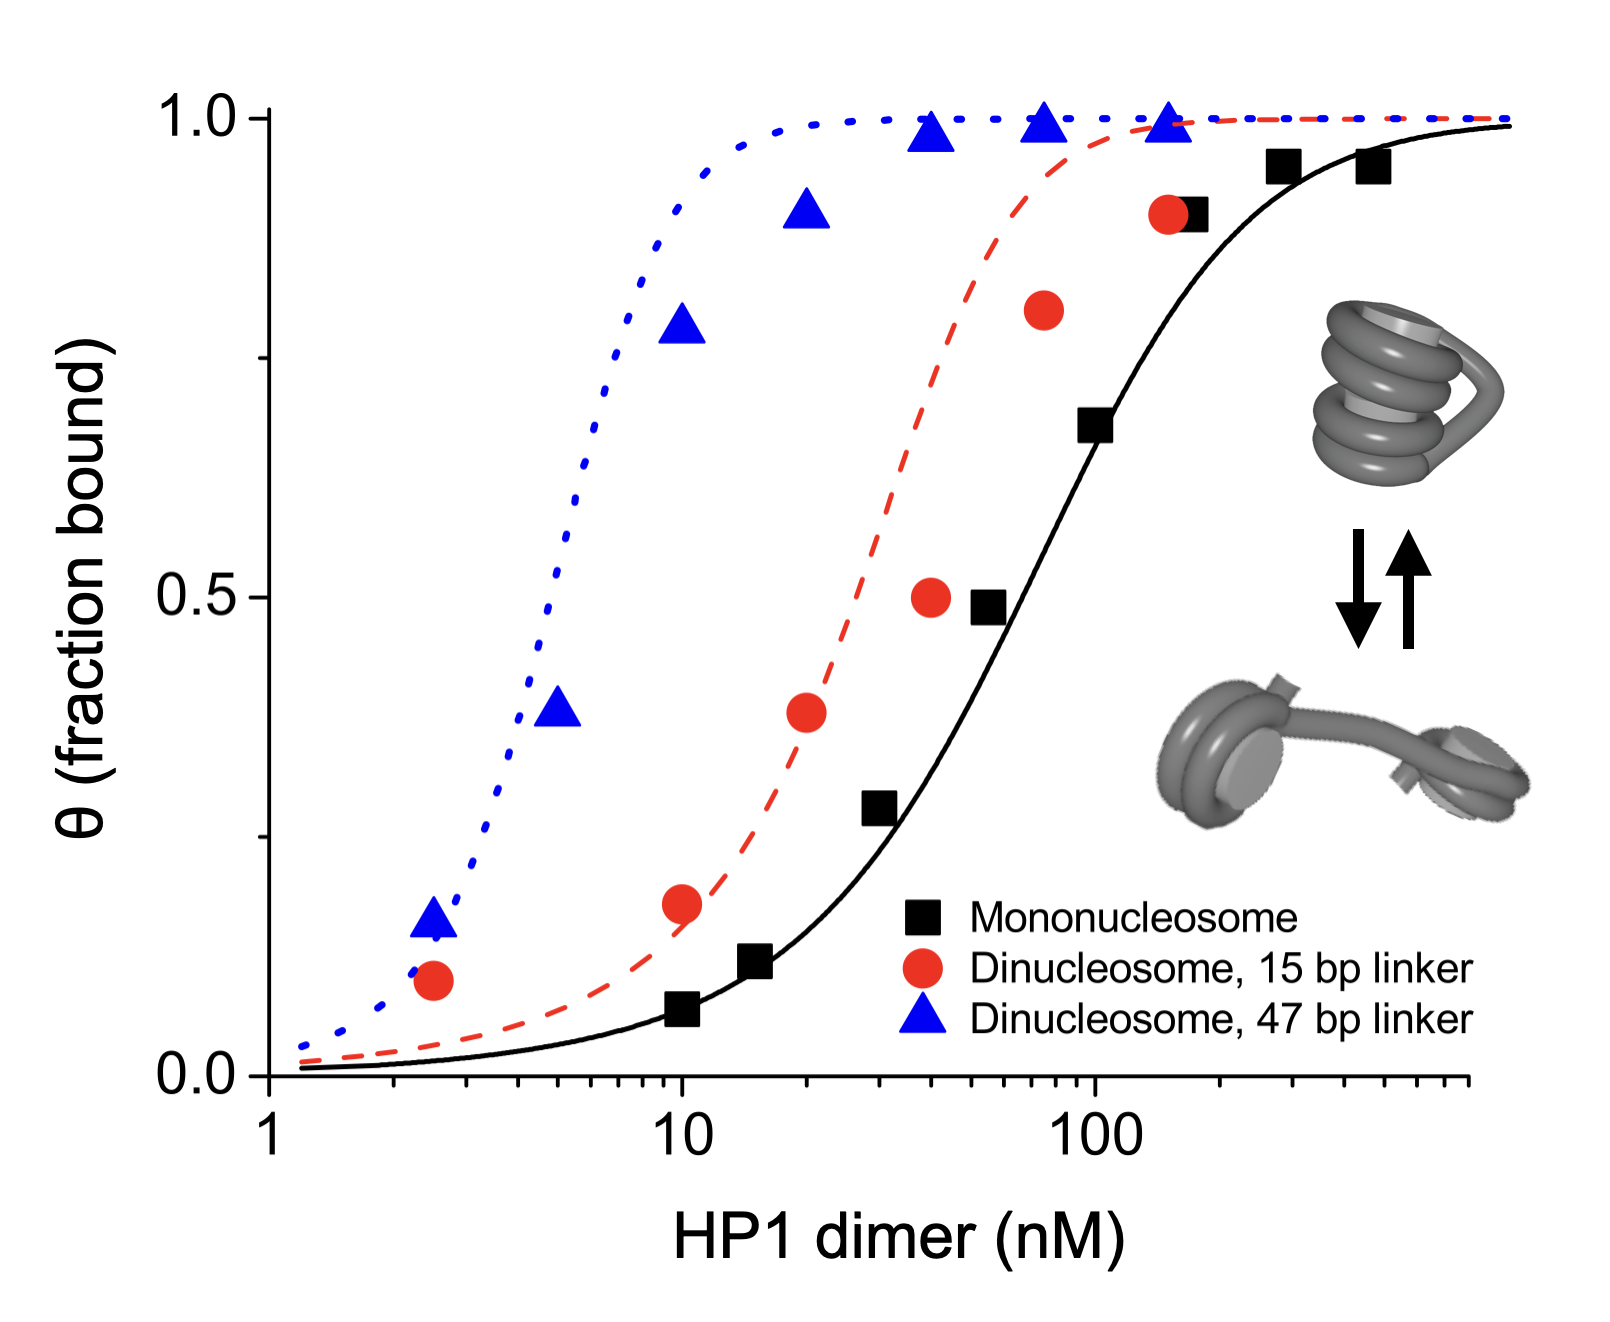 1.0
0.5
0.0
θ (fraction bound)
1
10
100
HP1 dimer (nM)
Mononucleosome
Dinucleosome, 15 bp linker
Dinucleosome, 47 bp linker